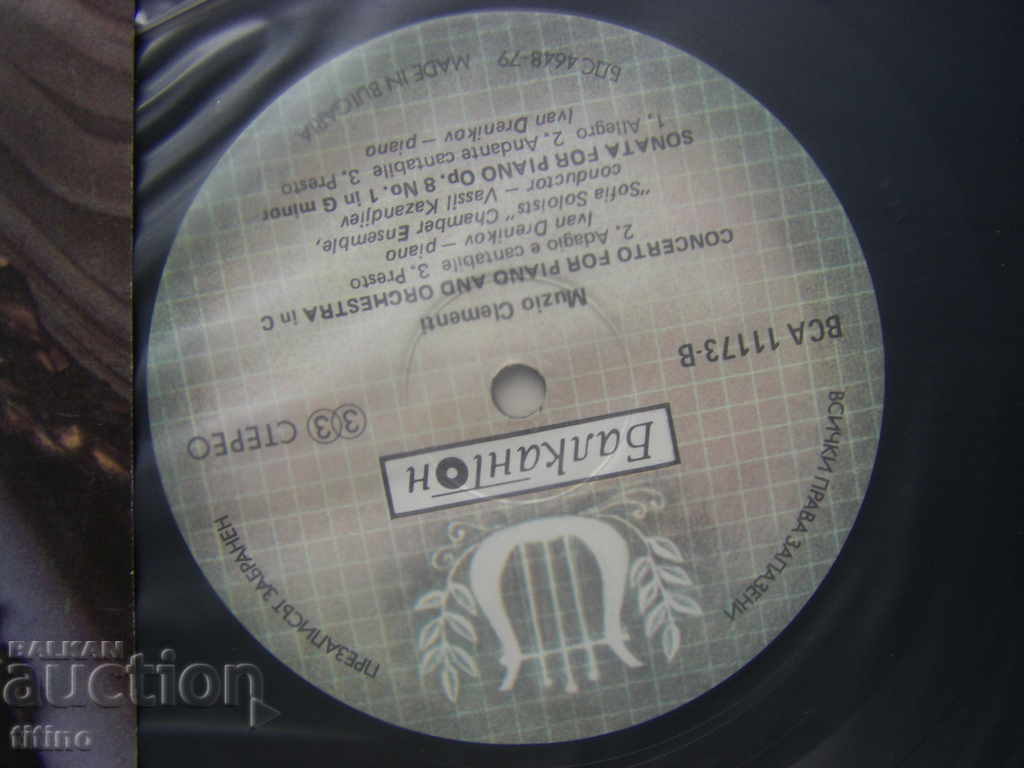 ВСИЧКИ ПРАВА ЗАПАЗЕНИ
ПРЕЗАПИСЪТ ЗАБРАНЕН
Балкантон
ВСА 11173-В
33 СТЕРЕО
Muzio Clementi
CONCERTO FOR PIANO AND ORCHESTRA in C
2. Adagio e cantabile 3. Presto
Ivan Drenikov – piano
"Sofia Soloists" Chamber Ensemble,
conductor – Vassil Kazandjiev
SONATA FOR PIANO Op. 8 No. 1 in G minor
1. Allegro 2. Andante cantabile 3. Presto
Ivan Drenikov – piano
БДС 4648-79 MADE IN BULGARIA
BALKAN
auction
titino